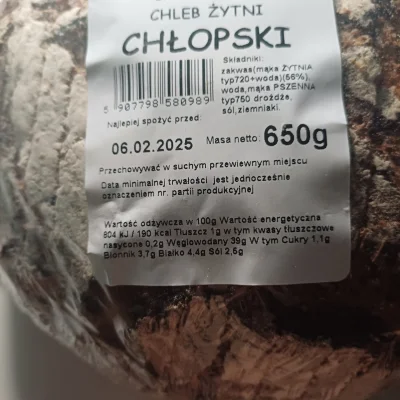 CHLEB ŻYTNI
CHŁOPSKI
Składniki:
zakwas(mąka ŻYTNIA
typ720+woda)(56%),
woda,mąka PSZENNA
typ750 drożdże,
sól,ziemniaki.
5 907798 580989
Najlepiej spożyć przed:
06.02.2025 Masa netto: 650g
Przechowywać w suchym przewiewnym miejscu
Data minimalnej trwałości jest jednocześnie
oznaczeniem nr. partii produkcyjnej
Wartość odżywcza w 100g Wartość energetyczna
804 kJ / 190 kcal Tłuszcz 1g w tym kwasy tłuszczowe
nasycone 0,2g Węglowodany 39g W tym Cukry 1,1g
Błonnik 3,7g Białko 4,4g Sól 2,5g